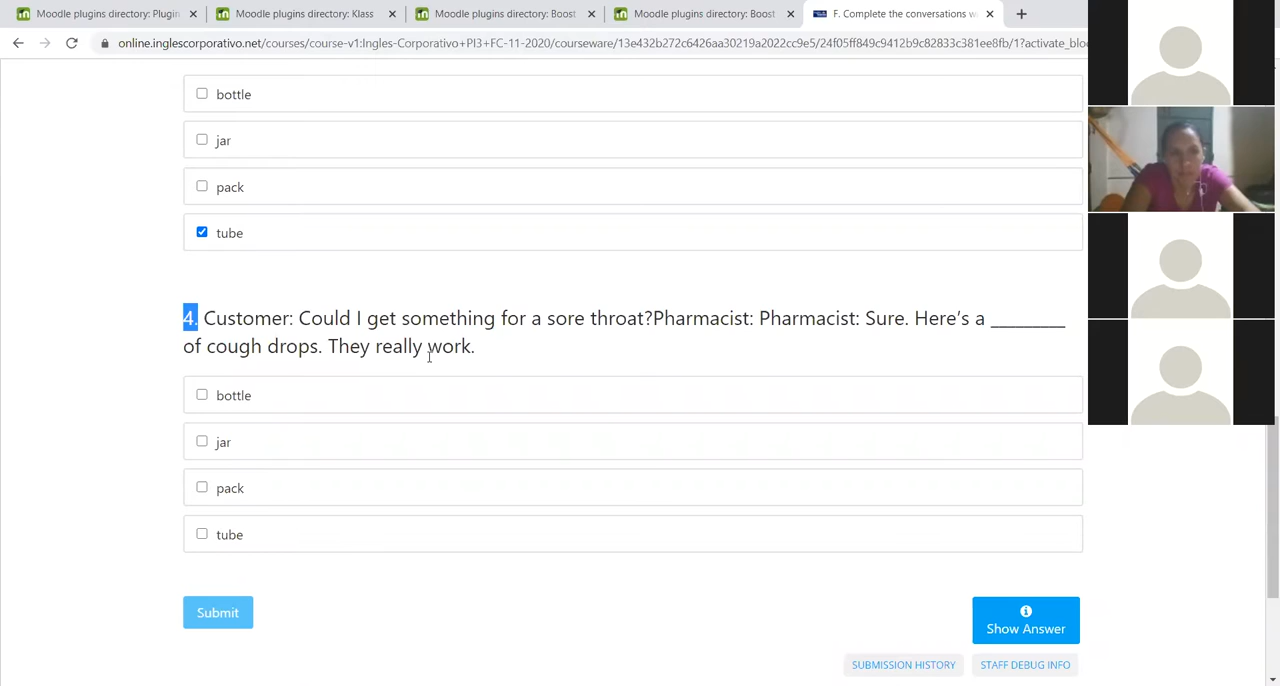 Moodle plugins directory: Plugin
Moodle plugins directory: Klass
Moodle plugins directory: Boost
Moodle plugins directory: Boost
F. Complete the conversations w
online.inglescorporativo.net/courses/course-v1:Ingles-Corporativo+PI3+FC-11-2020/courseware/13e432b272c6426aa30219a2022cc9e5/24f05ff849c9412b9c82833c381ee8fb/1?activate_blo
bottle
jar
pack
tube
4. Customer: Could I get something for a sore throat?Pharmacist: Pharmacist: Sure. Here's a ________
of cough drops. They really work.
bottle
jar
pack
tube
Submit
Show Answer
SUBMISSION HISTORY
STAFF DEBUG INFO